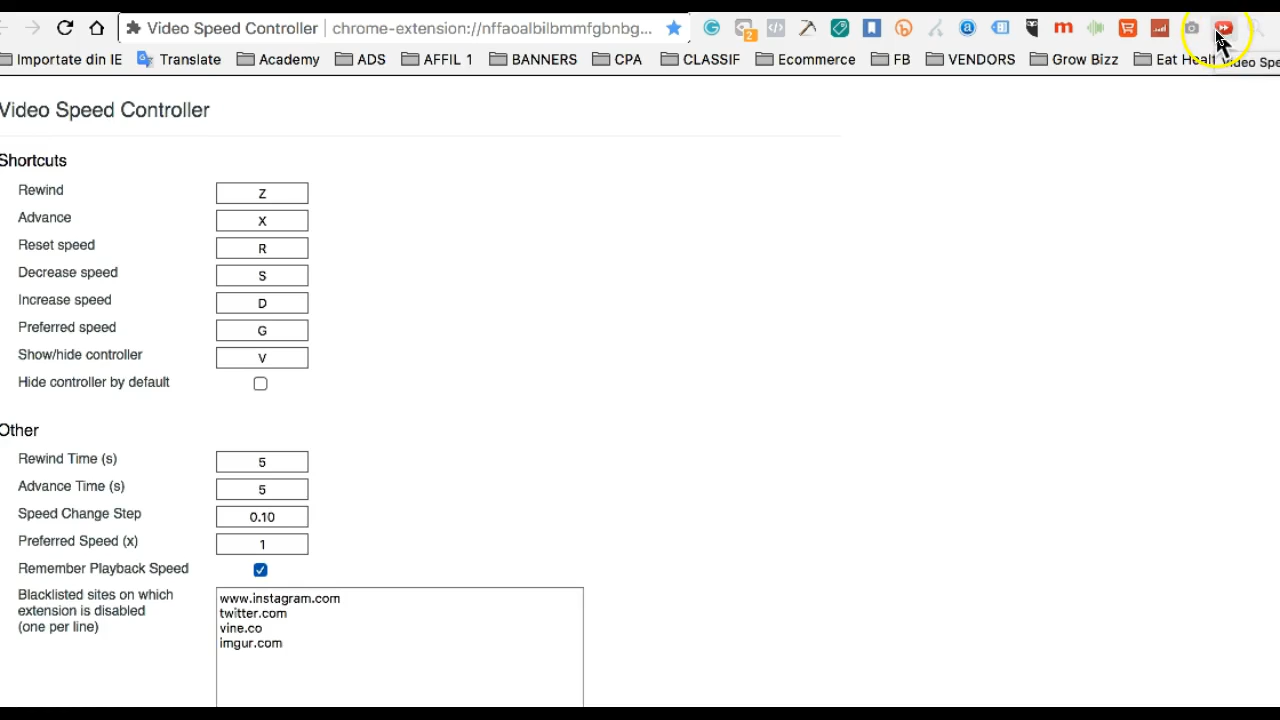 Video Speed Controller chrome-extension://nffaoalbilbmmfgbnbg... 2
Importate din IE Translate Academy ADS AFFIL 1 BANNERS CPA CLASSIF Ecommerce FB VENDORS Grow Bizz Eat
Video Speed Controller
Shortcuts
Rewind Z
Advance X
Reset speed R
Decrease speed S
Increase speed D
Preferred speed G
Show/hide controller V
Hide controller by default
Other
Rewind Time (s) 5
Advance Time (s) 5
Speed Change Step 0.10
Preferred Speed (x) 1
Remember Playback Speed
Blacklisted sites on which
extension is disabled
(one per line)
www.instagram.com
twitter.com
vine.co
imgur.com